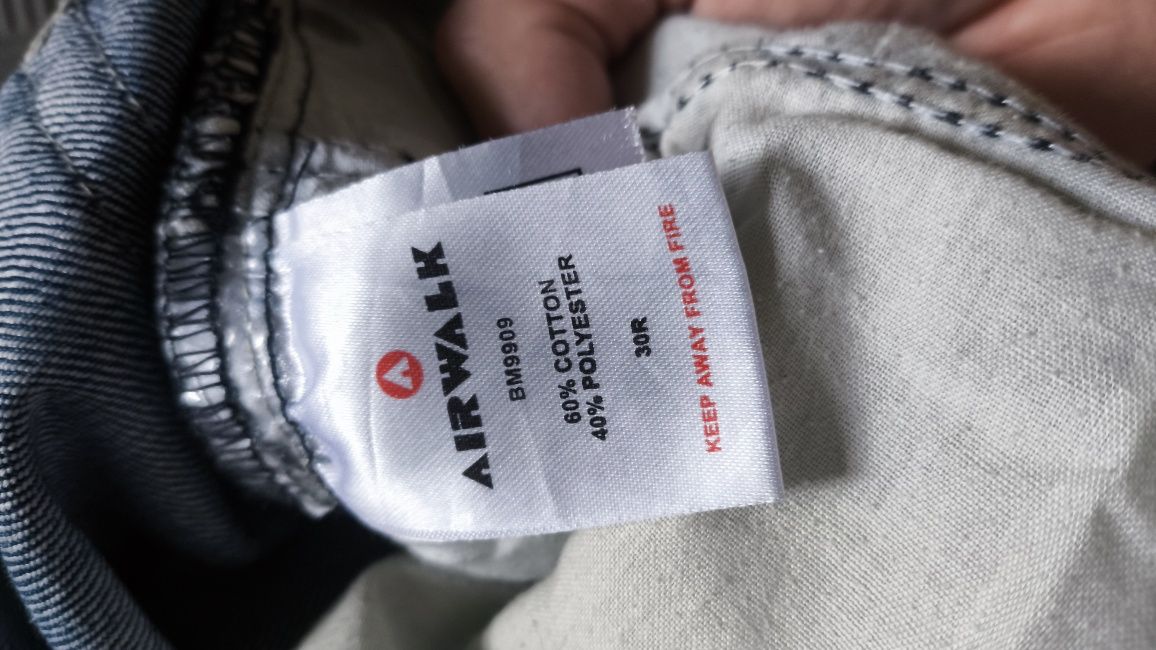 AIRWALK
BM9909
60% COTTON
40% POLYESTER
30R
KEEP AWAY FROM FIRE